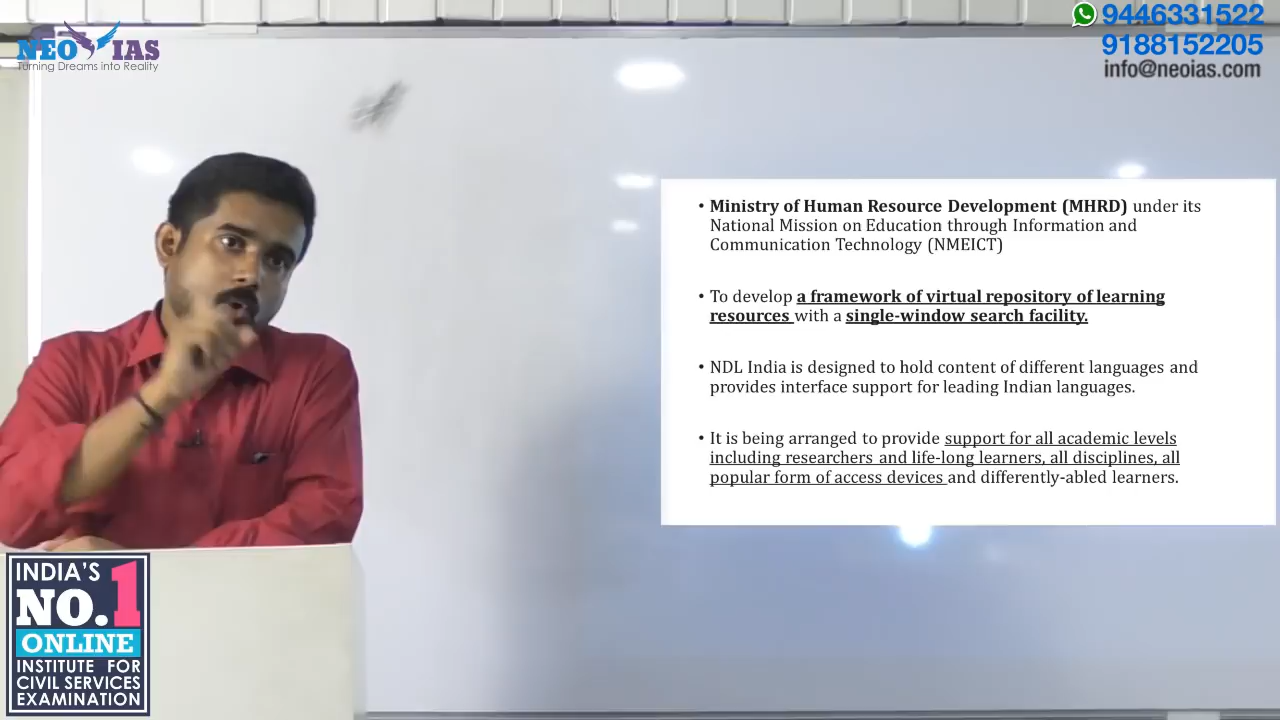 NEO IAS
Turning Dreams into Reality
9446331522
9188152205
info@neoias.com
• Ministry of Human Resource Development (MHRD) under its
National Mission on Education through Information and
Communication Technology (NMEICT)
• To develop a framework of virtual repository of learning
resources with a single-window search facility.
• NDL India is designed to hold content of different languages and
provides interface support for leading Indian languages.
• It is being arranged to provide support for all academic levels
including researchers and life-long learners, all disciplines, all
popular form of access devices and differently-abled learners.
INDIA'S
NO.1
ONLINE
INSTITUTE FOR
CIVIL SERVICES
EXAMINATION